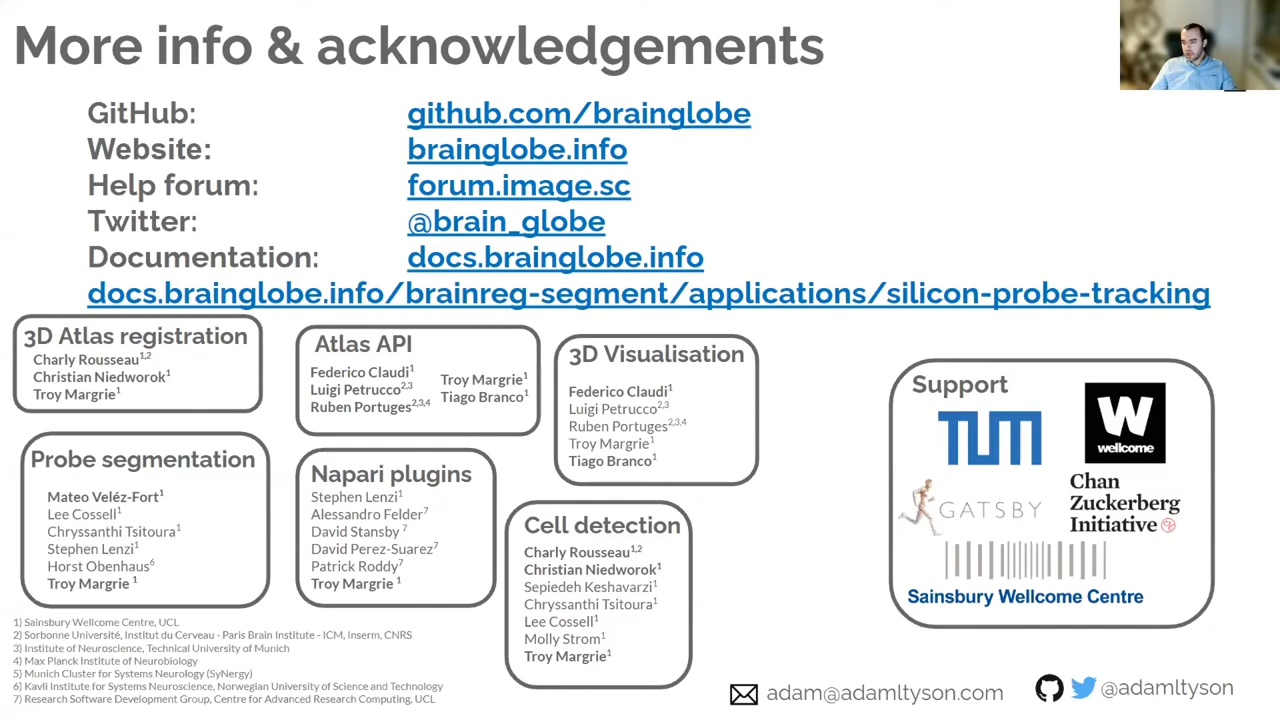 More info & acknowledgements
GitHub: github.com/brainglobe
Website: brainglobe.info
Help forum: forum.image.sc
Twitter: @brain_globe
Documentation: docs.brainglobe.info
docs.brainglobe.info/brainreg-segment/applications/silicon-probe-tracking
3D Atlas registration
Charly Rousseau1,2
Christian Niedworok1
Troy Margrie1
Atlas API
Federico Claudi1
Luigi Petrucco2,3
Ruben Portugues2,3,4
Troy Margrie1
Tiago Branco1
3D Visualisation
Federico Claudi1
Luigi Petrucco2,3
Ruben Portugues2,3,4
Troy Margrie1
Tiago Branco1
Probe segmentation
Mateo Veléz-Fort1
Lee Cossell1
Chryssanthi Tsitoura1
Stephen Lenzi1
Horst Obenhaus6
Troy Margrie 1
Napari plugins
Stephen Lenzi1
Alessandro Felder7
David Stansby 7
David Perez-Suarez7
Patrick Roddy7
Troy Margrie 1
Cell detection
Charly Rousseau1,2
Christian Niedworok1
Sepiedeh Keshavarzi1
Chryssanthi Tsitoura1
Lee Cossell1
Molly Strom1
Troy Margrie1
Support
TUM
W
wellcome
GATSBY
Chan
Zuckerberg
Initiative
Sainsbury Wellcome Centre
1) Sainsbury Wellcome Centre, UCL
2) Sorbonne Université, Institut du Cerveau - Paris Brain Institute - ICM, Inserm, CNRS
3) Institute of Neuroscience, Technical University of Munich
4) Max Planck Institute of Neurobiology
5) Munich Cluster for Systems Neurology (SyNergy)
6) Kavli Institute for Systems Neuroscience, Norwegian University of Science and Technology
7) Research Software Development Group, Centre for Advanced Research Computing, UCL
adam@adamltyson.com
@adamltyson